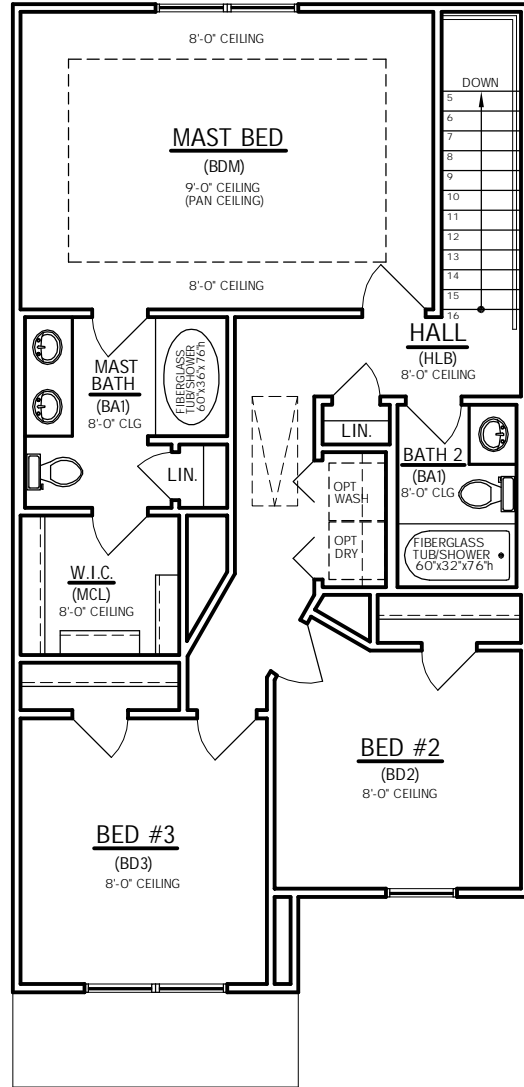 8'-0" CEILING
MAST BED
(BDM)
9'-0" CEILING
(PAN CEILING)
8'-0" CEILING
DOWN
5
6
7
8
9
10
11
12
13
14
15
16
HALL
(HLB)
8'-0" CEILING
MAST
BATH
(BA1)
8'-0" CLG
FIBERGLASS
TUB/SHOWER
60"x36"x76"h
LIN.
LIN.
OPT
WASH
OPT
DRY
BATH 2
(BA1)
8'-0" CLG
FIBERGLASS
TUB/SHOWER
60"x32"x76"h
W.I.C.
(MCL)
8'-0" CEILING
BED #2
(BD2)
8'-0" CEILING
BED #3
(BD3)
8'-0" CEILING